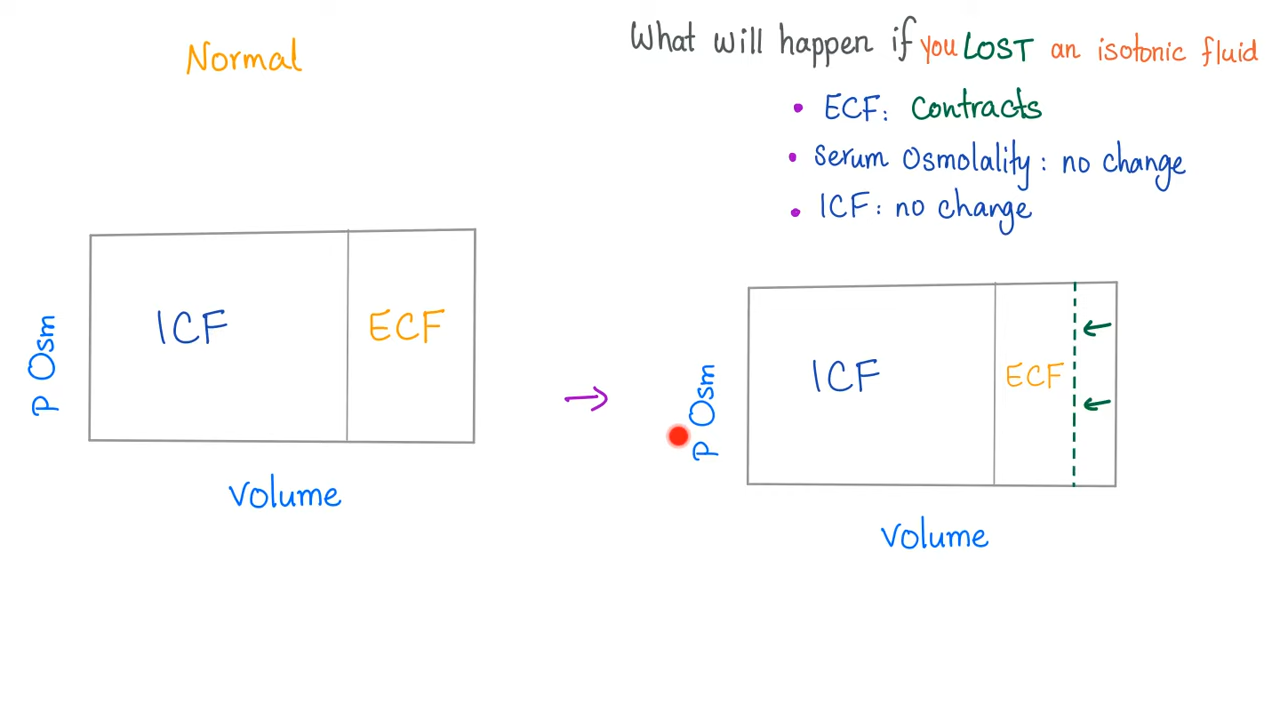 Normal
What will happen if you LOST an isotonic fluid
• ECF: Contracts
• Serum Osmolality: no change
• ICF: no change
ICF
ECF
P Osm
Volume
ICF
ECF
P Osm
Volume